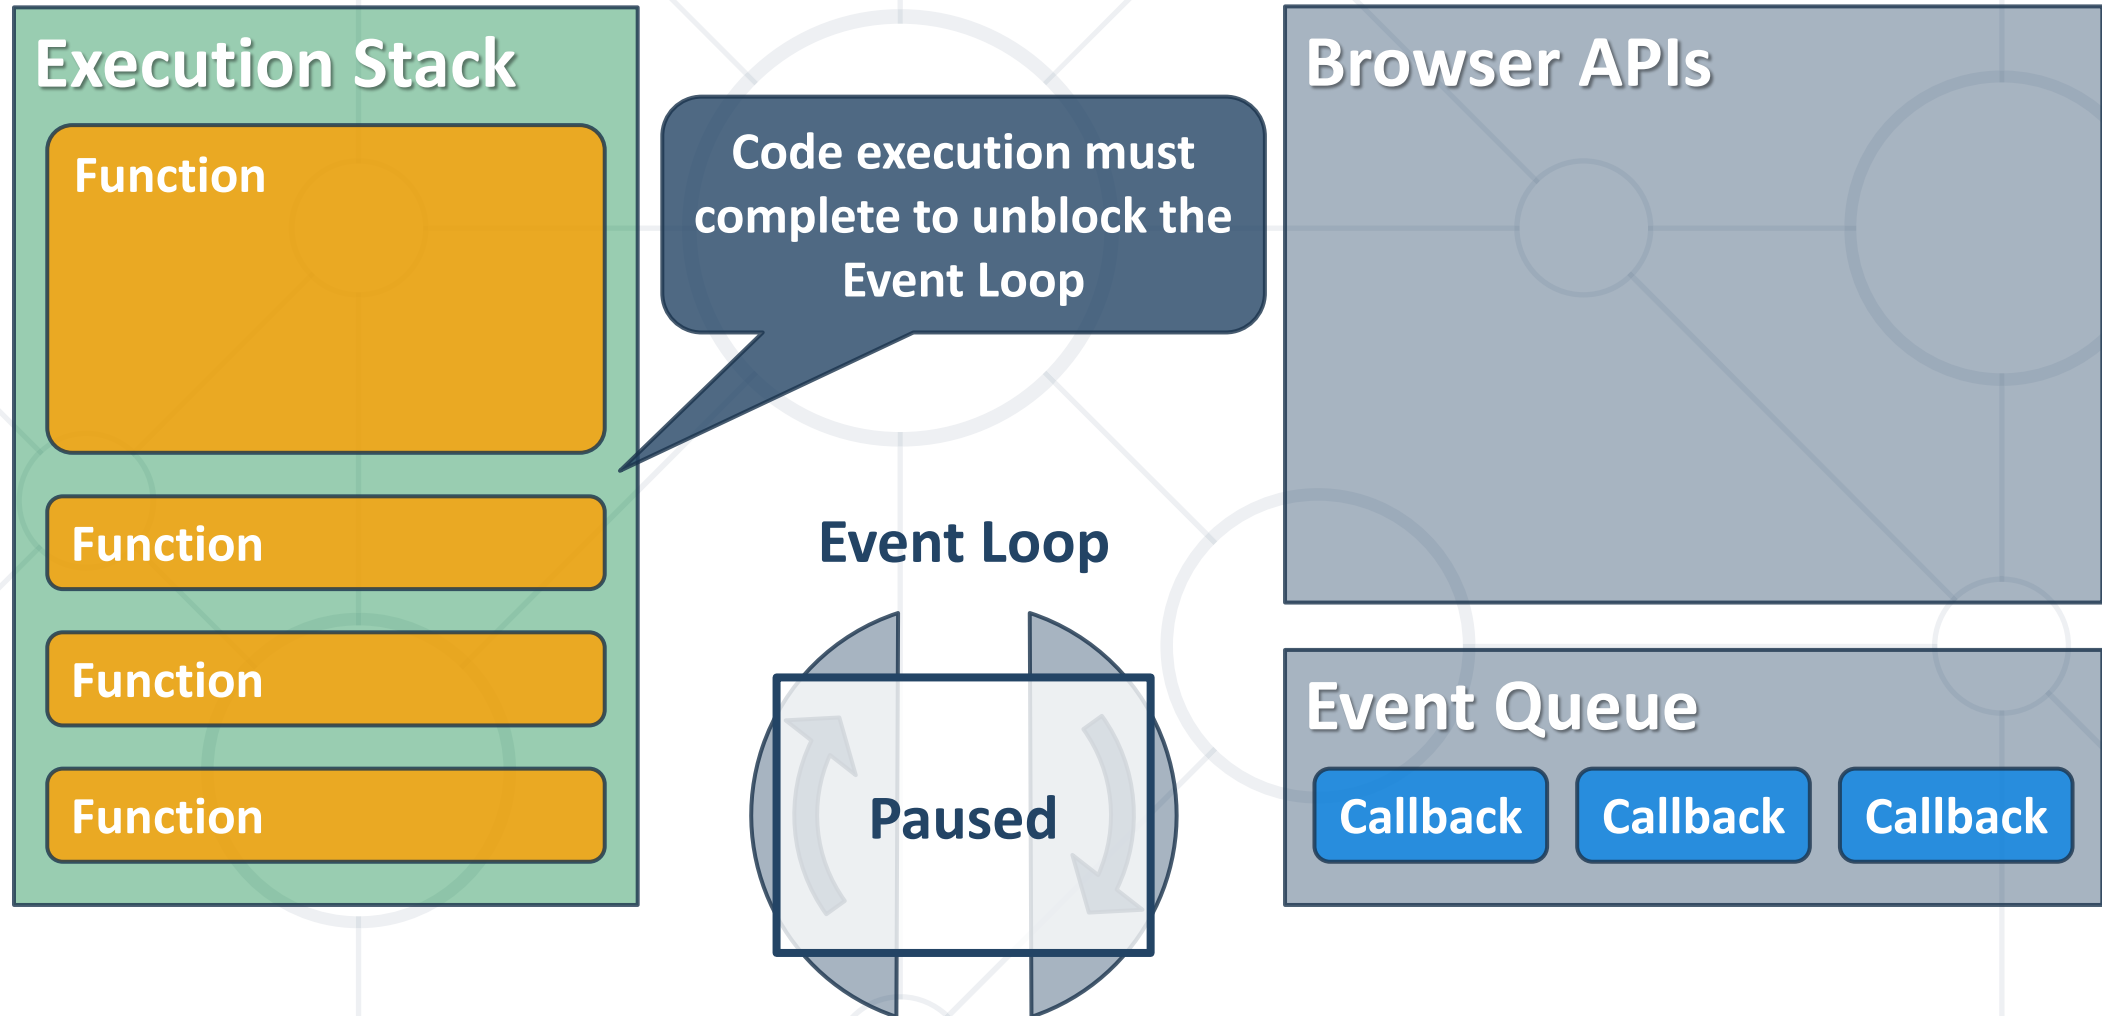 Execution Stack
Function
Function
Function
Function
Code execution must
complete to unblock the
Event Loop
Event Loop
Paused
Browser APIs
Event Queue
Callback
Callback
Callback